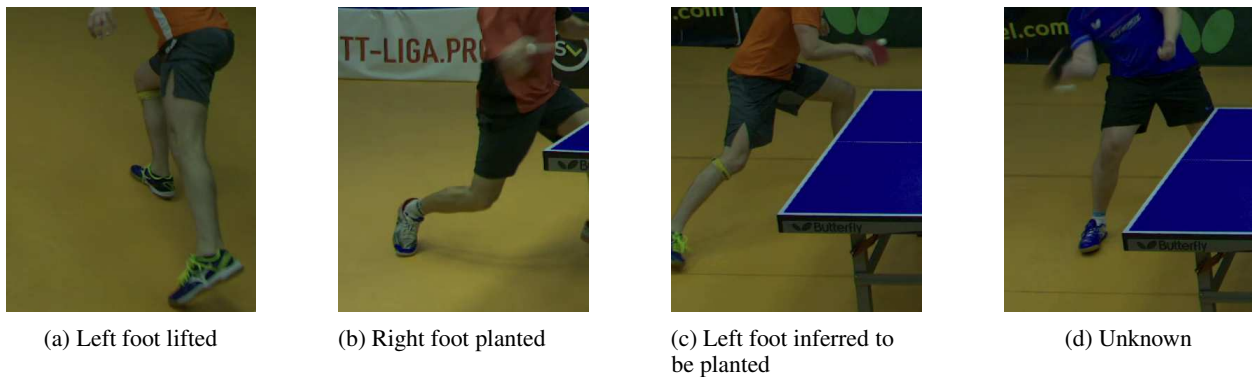 TT-LIGA.PRO
.com
el.com
Butterfly
Butterfly
(a) Left foot lifted
(b) Right foot planted
(c) Left foot inferred to
be planted
(d) Unknown